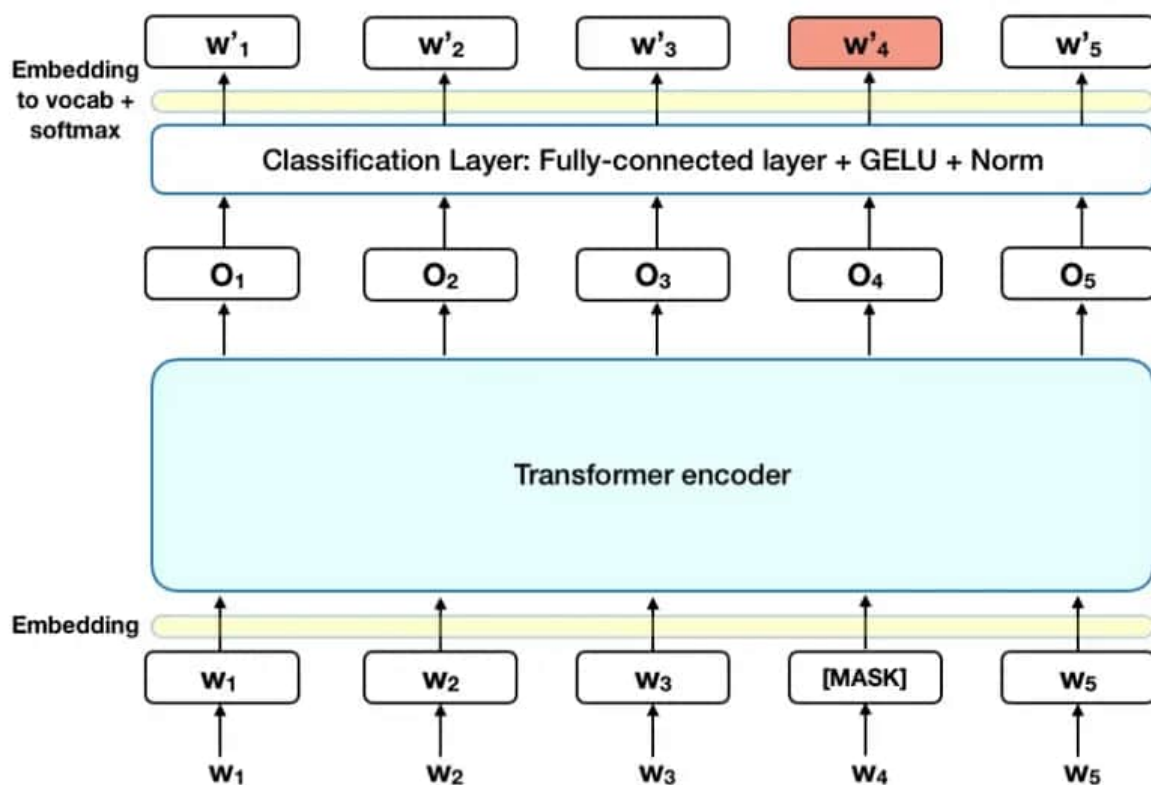 w’₁ w’₂ w’₃ w’₄ w’₅
Embedding
to vocab +
softmax
Classification Layer: Fully-connected layer + GELU + Norm
O₁ O₂ O₃ O₄ O₅
Transformer encoder
Embedding
W₁ W₂ W₃ [MASK] W₅
W₁ W₂ W₃ W₄ W₅